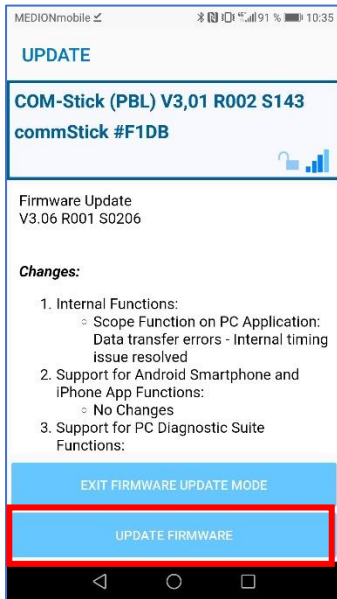 MEDIONmobile
91 % 10:35
UPDATE
COM-Stick (PBL) V3,01 R002 S143
commStick #F1DB
Firmware Update
V3.06 R001 S0206
Changes:
1. Internal Functions:
○ Scope Function on PC Application:
Data transfer errors - Internal timing
issue resolved
2. Support for Android Smartphone and
iPhone App Functions:
○ No Changes
3. Support for PC Diagnostic Suite
Functions:
EXIT FIRMWARE UPDATE MODE
UPDATE FIRMWARE